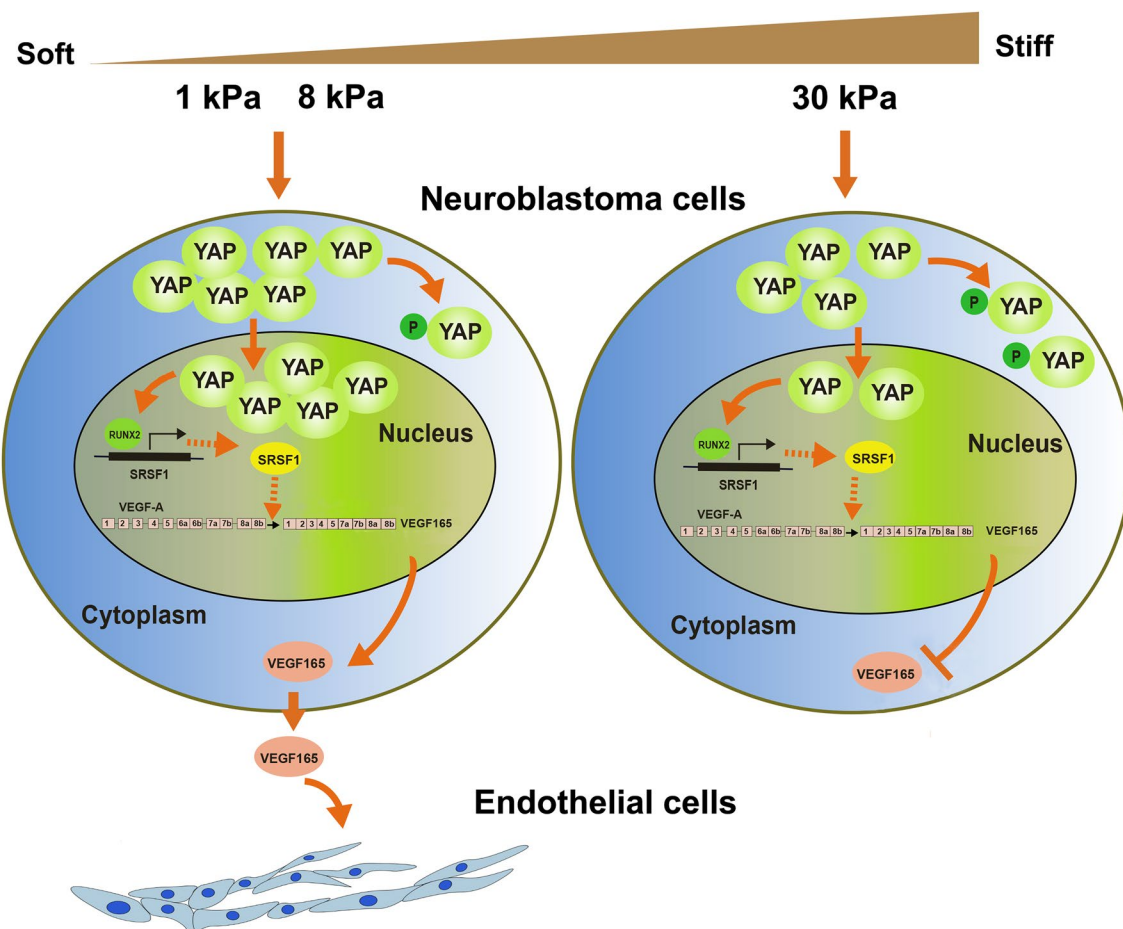 Soft
Stiff
1 kPa 8 kPa
30 kPa
Neuroblastoma cells
YAP YAP YAP
YAP YAP YAP
P YAP
YAP YAP YAP
YAP YAP
Nucleus
RUNX2
SRSF1
SRSF1
VEGF-A
1 2 3 4 5 6a 6b 7a 7b 8a 8b 1 2 3 4 5 7a 7b 8a 8b VEGF165
Cytoplasm
VEGF165
VEGF165
YAP YAP
YAP YAP
P YAP
P YAP
YAP YAP
Nucleus
RUNX2
SRSF1
SRSF1
VEGF-A
1 2 3 4 5 6a 6b 7a 7b 8a 8b 1 2 3 4 5 7a 7b 8a 8b VEGF165
Cytoplasm
VEGF165
Endothelial cells